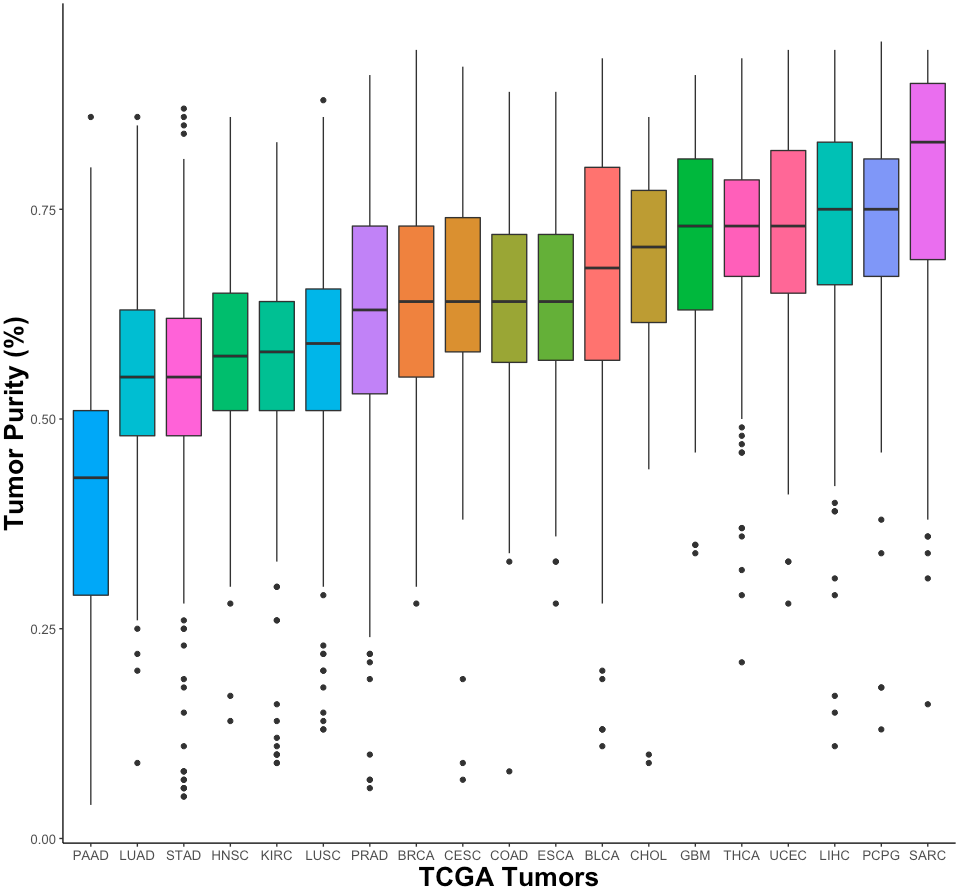 Tumor Purity (%)
0.75
0.50
0.25
0.00
PAAD LUAD STAD HNSC KIRC LUSC PRAD BRCA CESC COAD ESCA BLCA CHOL GBM THCA UCEC LIHC PCPG SARC
TCGA Tumors